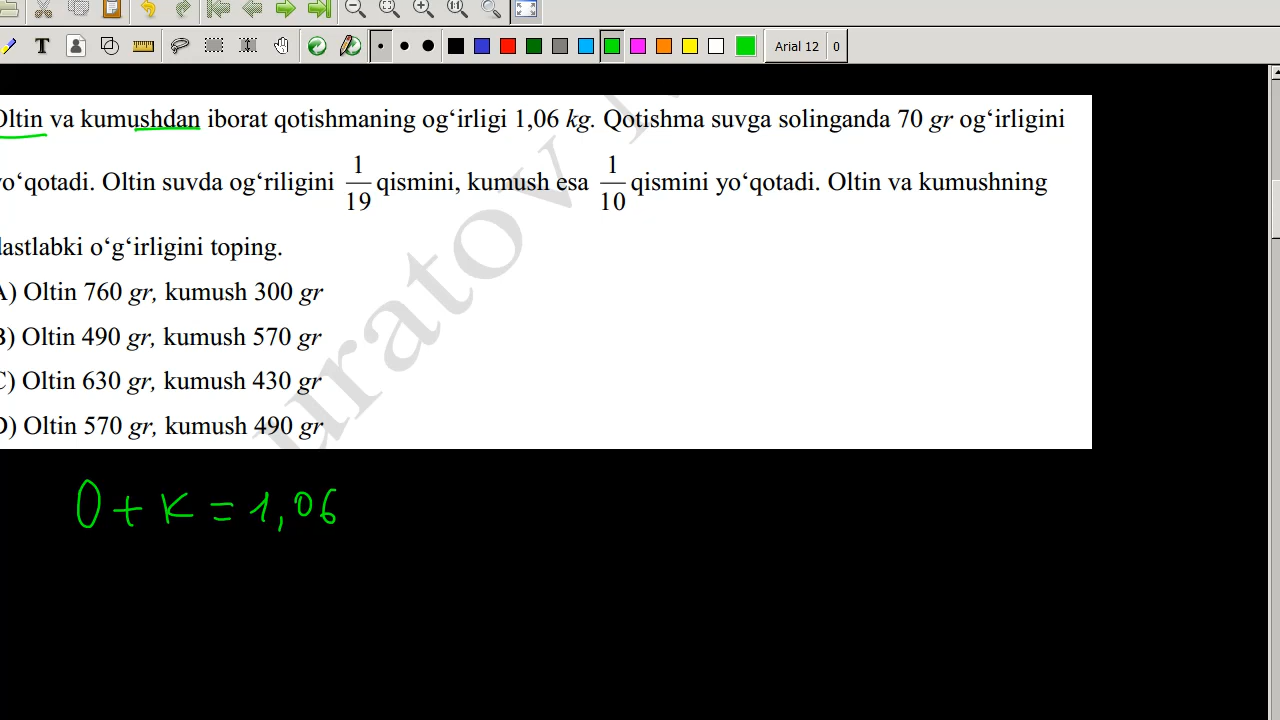 1:1
T
Arial 12 0
Oltin va kumushdan iborat qotishmaning og‘irligi 1,06 kg. Qotishma suvga solinganda 70 gr og‘irligini
yo‘qotadi. Oltin suvda og‘riligini 1/19 qismini, kumush esa 1/10 qismini yo‘qotadi. Oltin va kumushning
dastlabki o‘g‘irligini toping.
A) Oltin 760 gr, kumush 300 gr
B) Oltin 490 gr, kumush 570 gr
C) Oltin 630 gr, kumush 430 gr
D) Oltin 570 gr, kumush 490 gr
O + K = 1,06